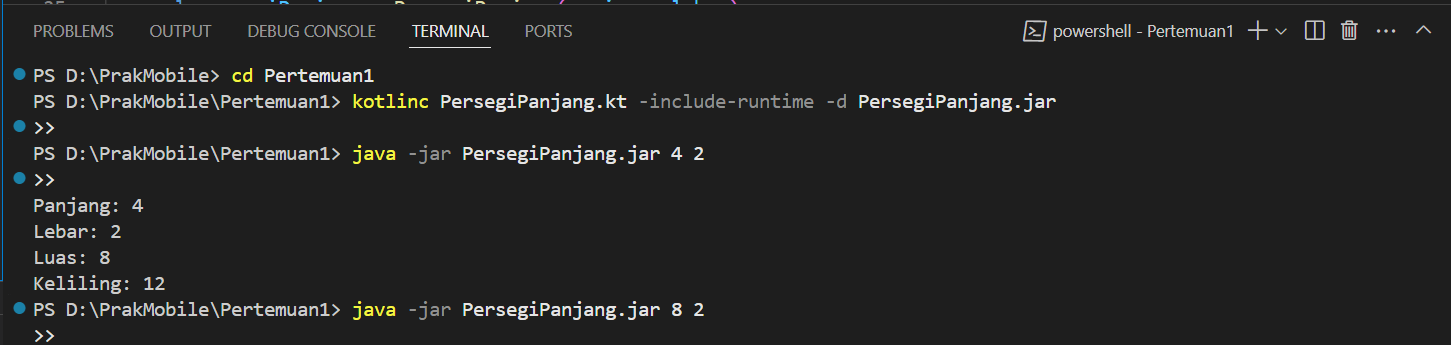 PROBLEMS OUTPUT DEBUG CONSOLE TERMINAL PORTS powershell - Pertemuan1
PS D:\PrakMobile> cd Pertemuan1
PS D:\PrakMobile\Pertemuan1> kotlinc PersegiPanjang.kt -include-runtime -d PersegiPanjang.jar
>>
PS D:\PrakMobile\Pertemuan1> java -jar PersegiPanjang.jar 4 2
>>
Panjang: 4
Lebar: 2
Luas: 8
Keliling: 12
PS D:\PrakMobile\Pertemuan1> java -jar PersegiPanjang.jar 8 2
>>